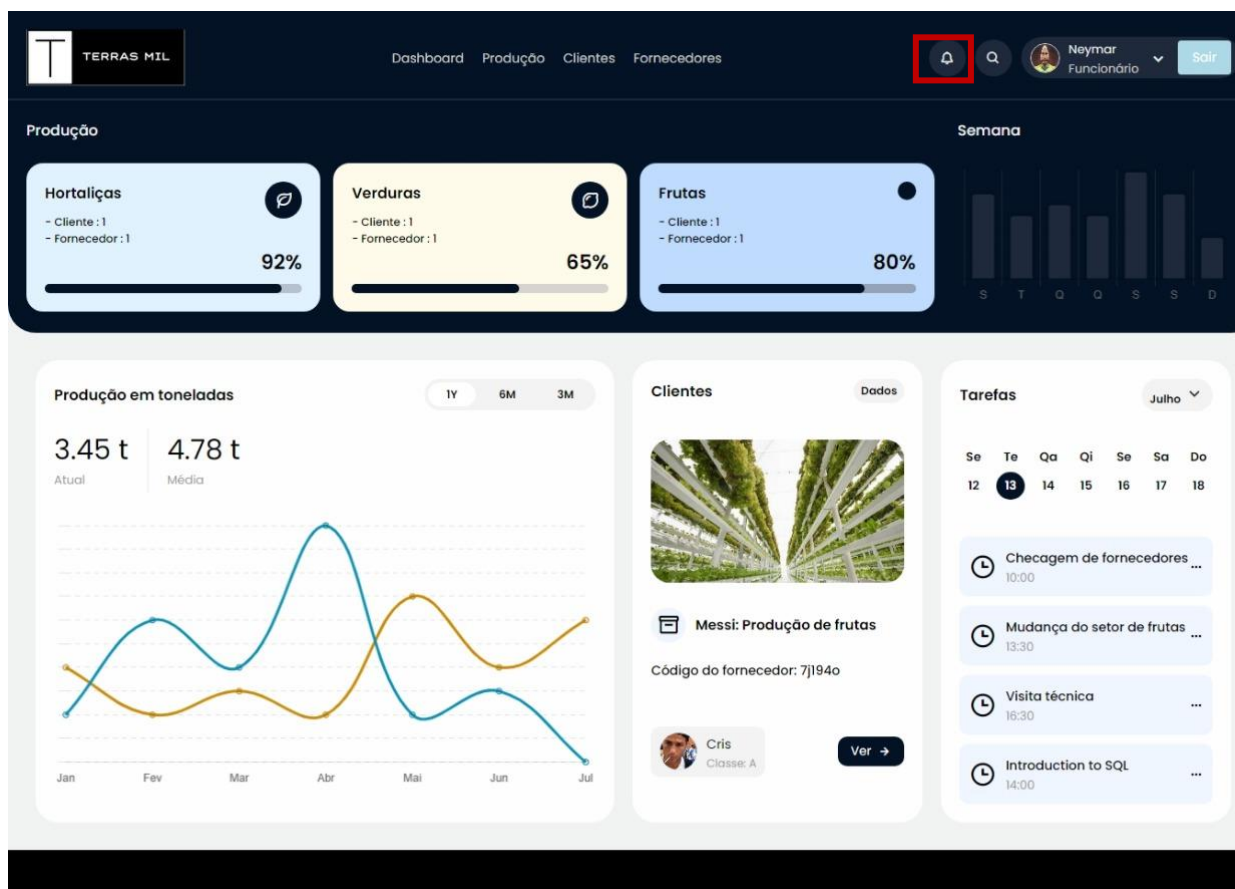 TERRAS MIL
Dashboard Produção Clientes Fornecedores
Neymar
Funcionário
Sair
Produção
Semana
Hortaliças
- Cliente : 1
- Fornecedor : 1
92%
Verduras
- Cliente : 1
- Fornecedor : 1
65%
Frutas
- Cliente : 1
- Fornecedor : 1
80%
S T Q Q S S D
Produção em toneladas
1Y 6M 3M
3.45 t
Atual
4.78 t
Média
Jan Fev Mar Abr Mai Jun Jul
Clientes
Dados
Messi: Produção de frutas
Código do fornecedor: 7j194o
Cris
Classe: A
Ver →
Tarefas
Julho
Se Te Qa Qi Se Sa Do
12 13 14 15 16 17 18
Checagem de fornecedores ...
10:00
Mudança do setor de frutas ...
13:30
Visita técnica ...
16:30
Introduction to SQL ...
14:00